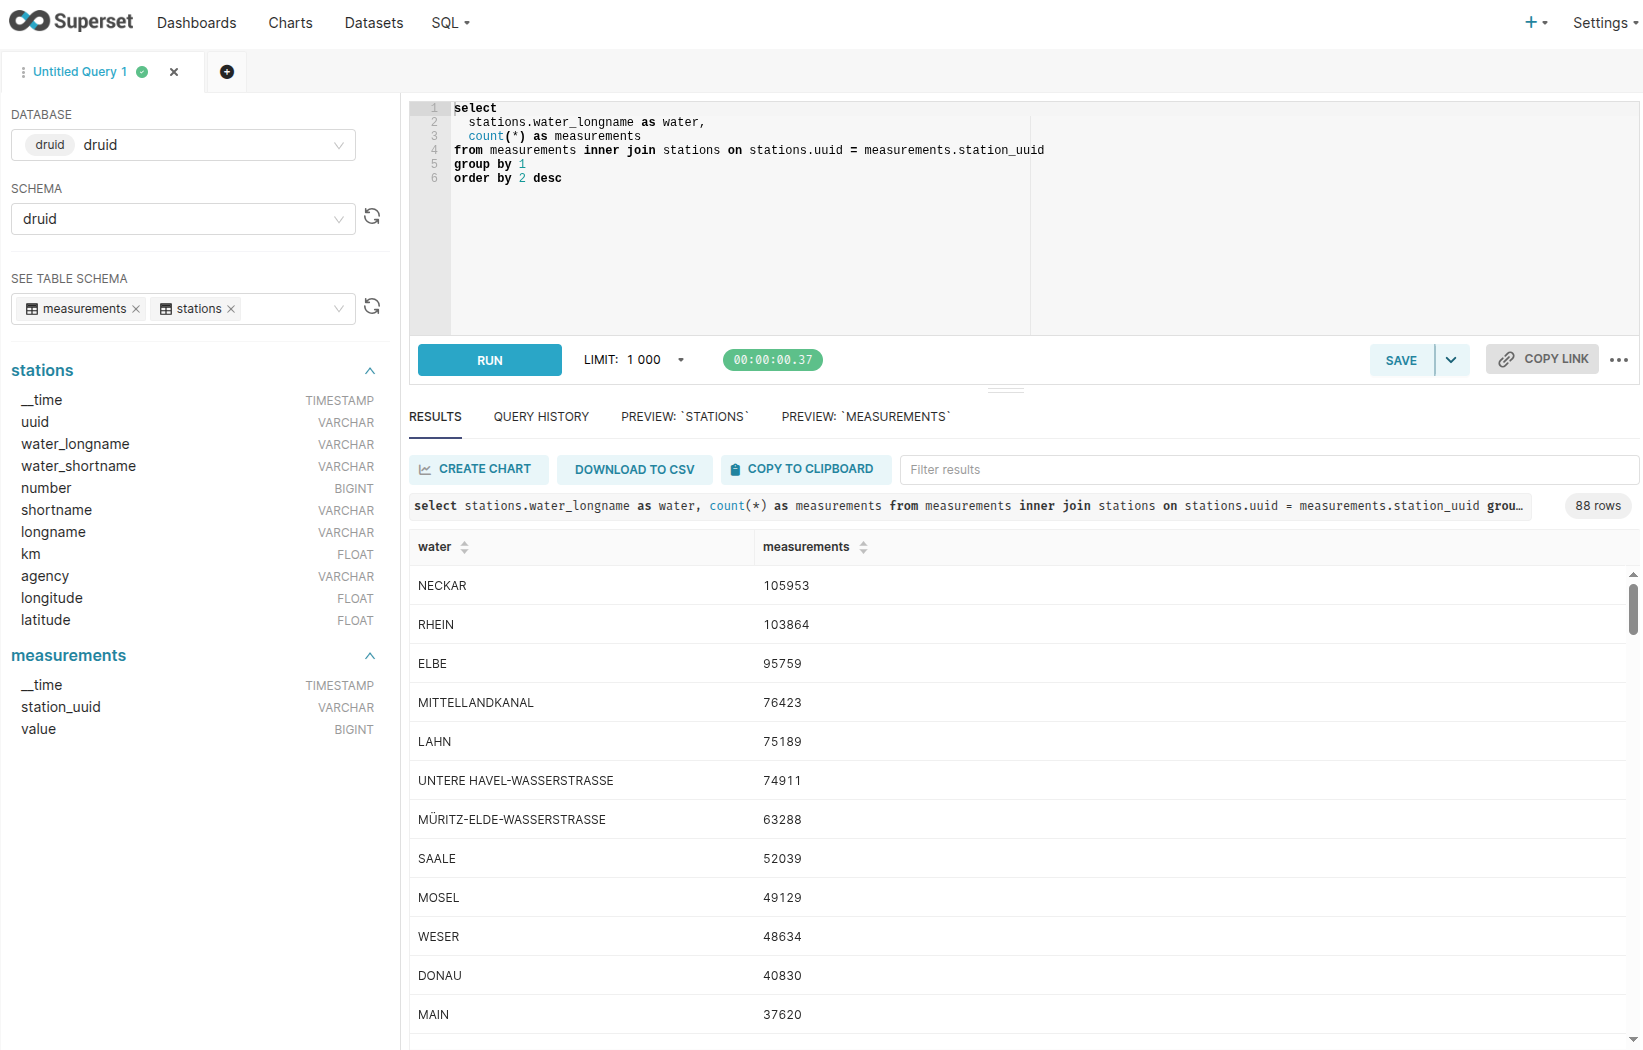 Superset Dashboards Charts Datasets SQL + Settings
Untitled Query 1
DATABASE
druid druid
SCHEMA
druid
SEE TABLE SCHEMA
measurements stations
stations
__time TIMESTAMP
uuid VARCHAR
water_longname VARCHAR
water_shortname VARCHAR
number BIGINT
shortname VARCHAR
longname VARCHAR
km FLOAT
agency VARCHAR
longitude FLOAT
latitude FLOAT
measurements
__time TIMESTAMP
station_uuid VARCHAR
value BIGINT
1 select
2 stations.water_longname as water,
3 count(*) as measurements
4 from measurements inner join stations on stations.uuid = measurements.station_uuid
5 group by 1
6 order by 2 desc
RUN LIMIT: 1 000 00:00:00.37 SAVE COPY LINK
RESULTS QUERY HISTORY PREVIEW: `STATIONS` PREVIEW: `MEASUREMENTS`
CREATE CHART DOWNLOAD TO CSV COPY TO CLIPBOARD Filter results
select stations.water_longname as water, count(*) as measurements from measurements inner join stations on stations.uuid = measurements.station_uuid grou… 88 rows
water measurements
NECKAR 105953
RHEIN 103864
ELBE 95759
MITTELLANDKANAL 76423
LAHN 75189
UNTERE HAVEL-WASSERSTRASSE 74911
MÜRITZ-ELDE-WASSERSTRASSE 63288
SAALE 52039
MOSEL 49129
WESER 48634
DONAU 40830
MAIN 37620